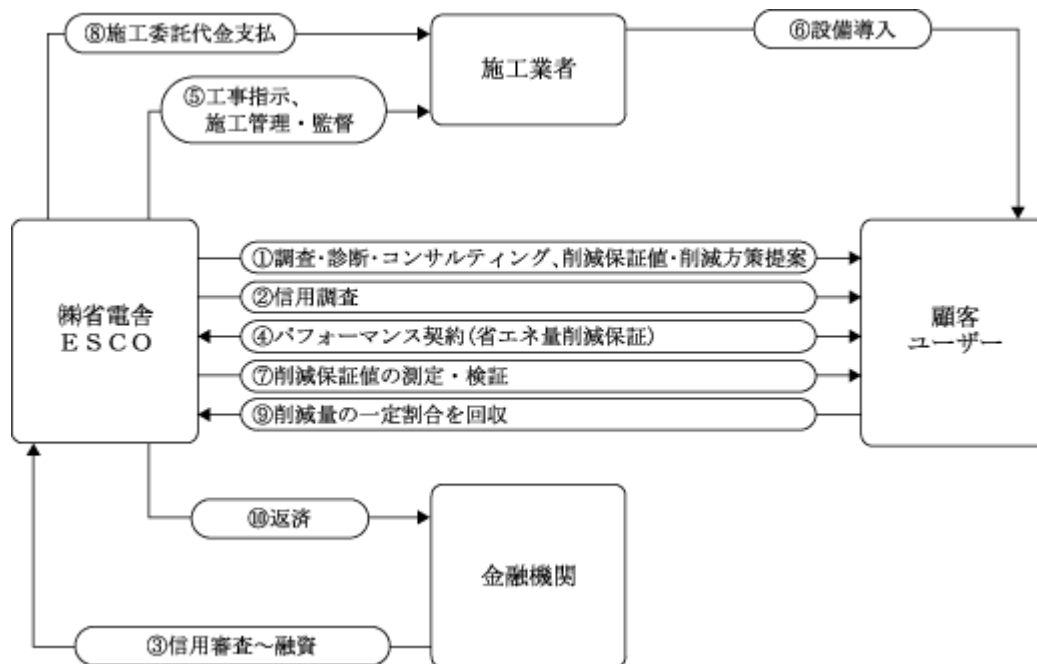 ⑧施工委託代金支払
施工業者
⑥設備導入
⑤工事指示、
施工管理・監督
㈱省電舎
ESCO
①調査・診断・コンサルティング、削減保証値・削減方策提案
②信用調査
④パフォーマンス契約(省エネ量削減保証)
⑦削減保証値の測定・検証
⑨削減量の一定割合を回収
顧客
ユーザー
⑩返済
金融機関
③信用審査～融資